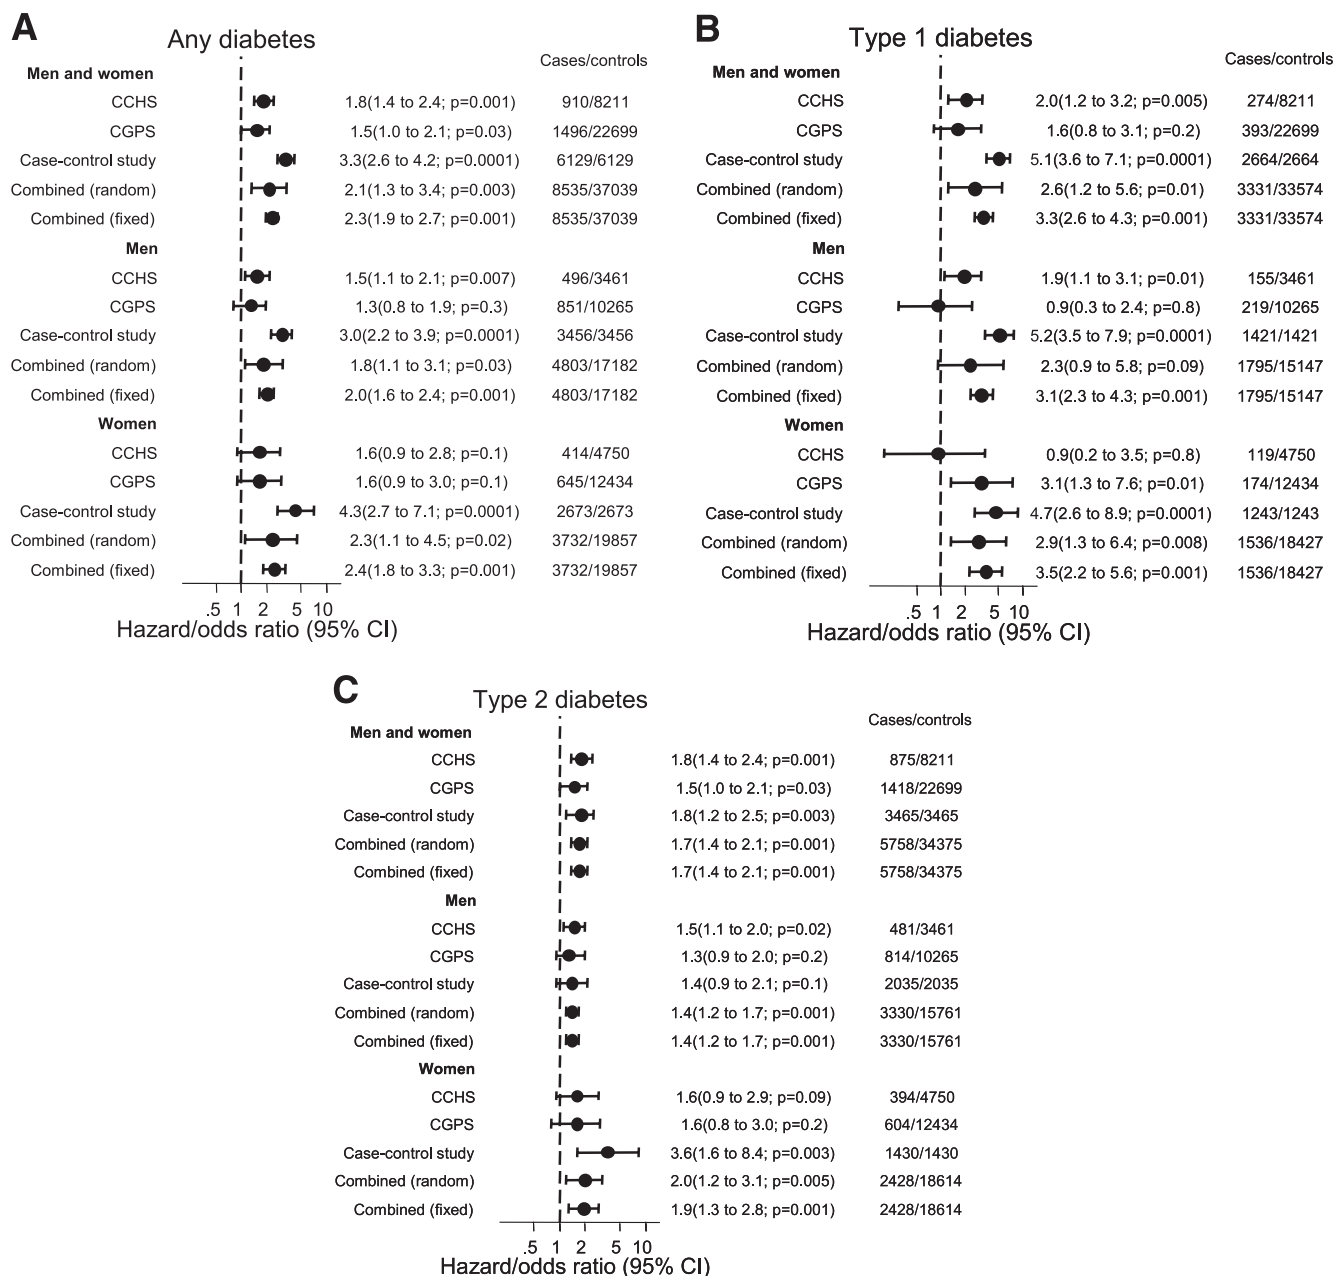 A
Any diabetes
Cases/controls
Men and women
CCHS 1.8(1.4 to 2.4; p=0.001) 910/8211
CGPS 1.5(1.0 to 2.1; p=0.03) 1496/22699
Case-control study 3.3(2.6 to 4.2; p=0.0001) 6129/6129
Combined (random) 2.1(1.3 to 3.4; p=0.003) 8535/37039
Combined (fixed) 2.3(1.9 to 2.7; p=0.001) 8535/37039
Men
CCHS 1.5(1.1 to 2.1; p=0.007) 496/3461
CGPS 1.3(0.8 to 1.9; p=0.3) 851/10265
Case-control study 3.0(2.2 to 3.9; p=0.0001) 3456/3456
Combined (random) 1.8(1.1 to 3.1; p=0.03) 4803/17182
Combined (fixed) 2.0(1.6 to 2.4; p=0.001) 4803/17182
Women
CCHS 1.6(0.9 to 2.8; p=0.1) 414/4750
CGPS 1.6(0.9 to 3.0; p=0.1) 645/12434
Case-control study 4.3(2.7 to 7.1; p=0.0001) 2673/2673
Combined (random) 2.3(1.1 to 4.5; p=0.02) 3732/19857
Combined (fixed) 2.4(1.8 to 3.3; p=0.001) 3732/19857
.5 1 2 5 10
Hazard/odds ratio (95% CI)
B
Type 1 diabetes
Cases/controls
Men and women
CCHS 2.0(1.2 to 3.2; p=0.005) 274/8211
CGPS 1.6(0.8 to 3.1; p=0.2) 393/22699
Case-control study 5.1(3.6 to 7.1; p=0.0001) 2664/2664
Combined (random) 2.6(1.2 to 5.6; p=0.01) 3331/33574
Combined (fixed) 3.3(2.6 to 4.3; p=0.001) 3331/33574
Men
CCHS 1.9(1.1 to 3.1; p=0.01) 155/3461
CGPS 0.9(0.3 to 2.4; p=0.8) 219/10265
Case-control study 5.2(3.5 to 7.9; p=0.0001) 1421/1421
Combined (random) 2.3(0.9 to 5.8; p=0.09) 1795/15147
Combined (fixed) 3.1(2.3 to 4.3; p=0.001) 1795/15147
Women
CCHS 0.9(0.2 to 3.5; p=0.8) 119/4750
CGPS 3.1(1.3 to 7.6; p=0.01) 174/12434
Case-control study 4.7(2.6 to 8.9; p=0.0001) 1243/1243
Combined (random) 2.9(1.3 to 6.4; p=0.008) 1536/18427
Combined (fixed) 3.5(2.2 to 5.6; p=0.001) 1536/18427
.5 1 2 5 10
Hazard/odds ratio (95% CI)
C
Type 2 diabetes
Cases/controls
Men and women
CCHS 1.8(1.4 to 2.4; p=0.001) 875/8211
CGPS 1.5(1.0 to 2.1; p=0.03) 1418/22699
Case-control study 1.8(1.2 to 2.5; p=0.003) 3465/3465
Combined (random) 1.7(1.4 to 2.1; p=0.001) 5758/34375
Combined (fixed) 1.7(1.4 to 2.1; p=0.001) 5758/34375
Men
CCHS 1.5(1.1 to 2.0; p=0.02) 481/3461
CGPS 1.3(0.9 to 2.0; p=0.2) 814/10265
Case-control study 1.4(0.9 to 2.1; p=0.1) 2035/2035
Combined (random) 1.4(1.2 to 1.7; p=0.001) 3330/15761
Combined (fixed) 1.4(1.2 to 1.7; p=0.001) 3330/15761
Women
CCHS 1.6(0.9 to 2.9; p=0.09) 394/4750
CGPS 1.6(0.8 to 3.0; p=0.2) 604/12434
Case-control study 3.6(1.6 to 8.4; p=0.003) 1430/1430
Combined (random) 2.0(1.2 to 3.1; p=0.005) 2428/18614
Combined (fixed) 1.9(1.3 to 2.8; p=0.001) 2428/18614
.5 1 2 5 10
Hazard/odds ratio (95% CI)